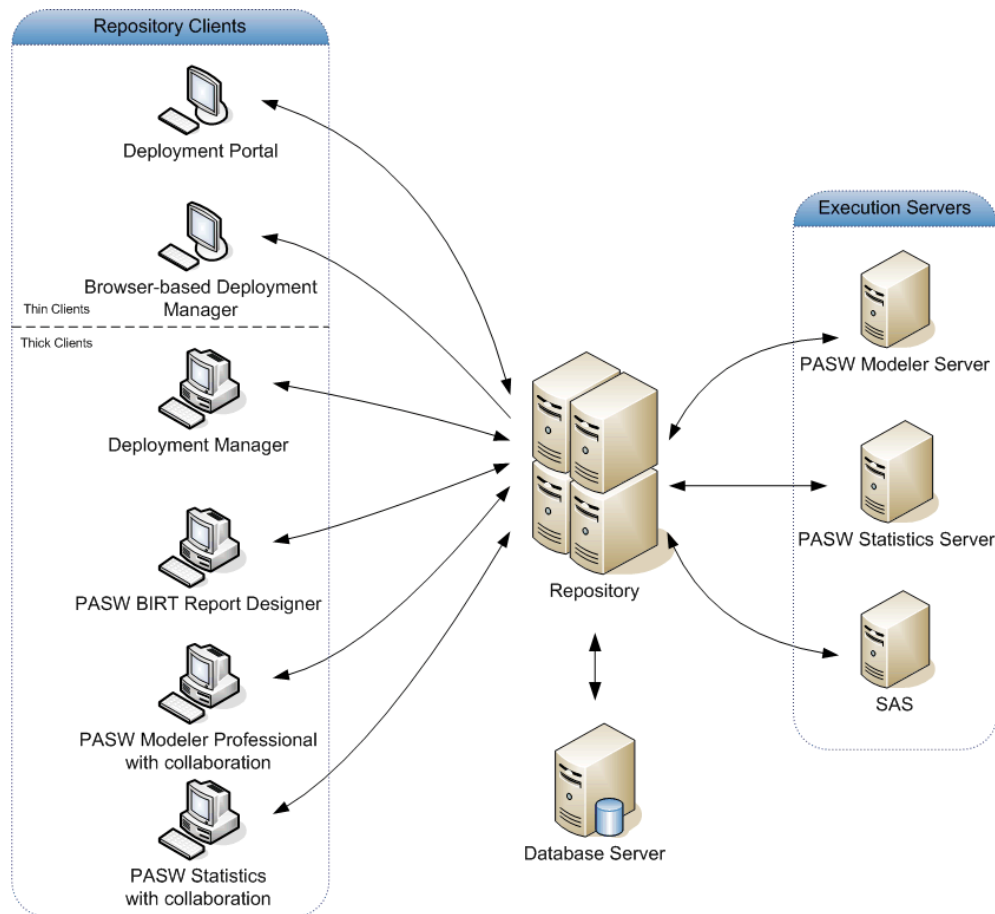 Repository Clients
Deployment Portal
Browser-based Deployment
Manager
Thin Clients
Thick Clients
Deployment Manager
PASW BIRT Report Designer
PASW Modeler Professional
with collaboration
PASW Statistics
with collaboration
Repository
Database Server
Execution Servers
PASW Modeler Server
PASW Statistics Server
SAS